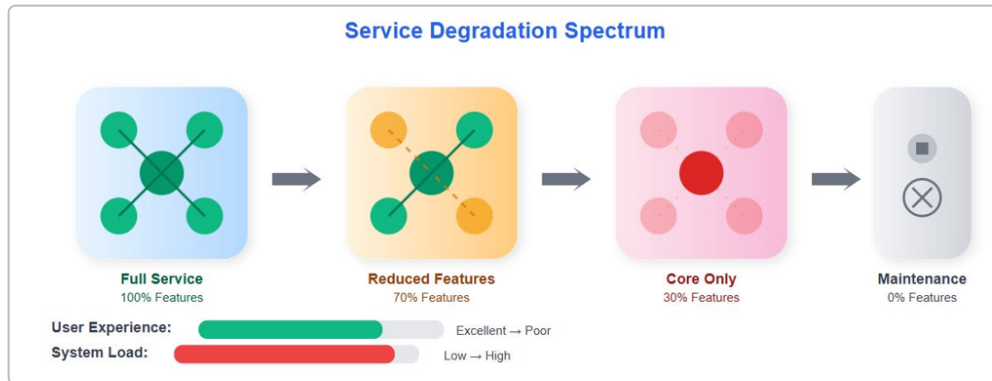 Service Degradation Spectrum
Full Service
100% Features
Reduced Features
70% Features
Core Only
30% Features
Maintenance
0% Features
User Experience: Excellent → Poor
System Load: Low → High